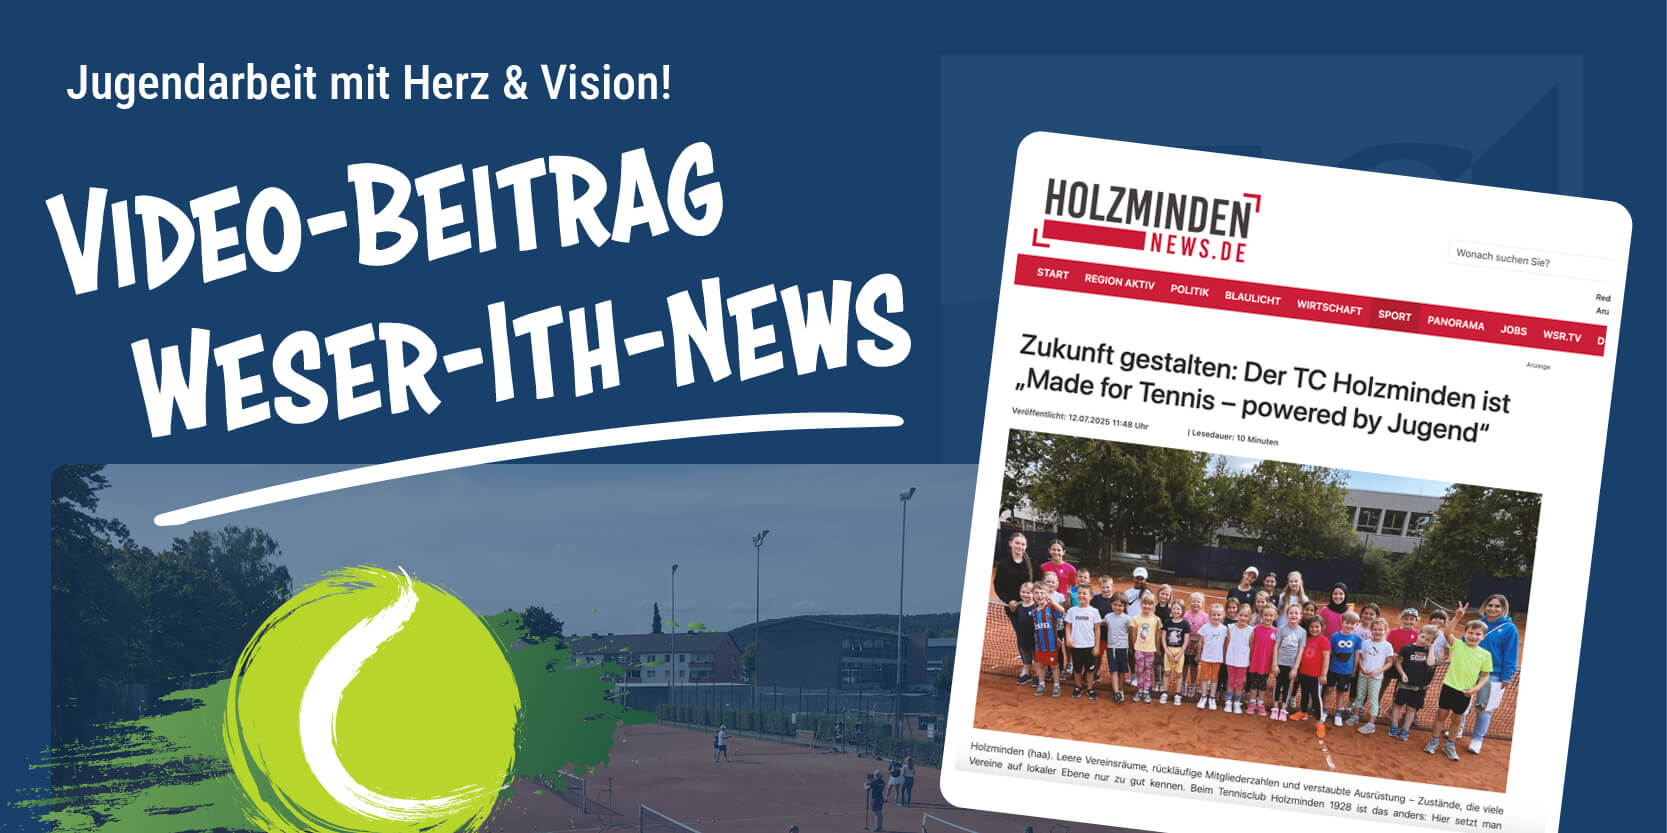 Jugendarbeit mit Herz & Vision!
VIDEO-BEITRAG
WESER-ITH-NEWS
HOLZMINDEN
NEWS.DE
Wonach suchen Sie?
Red
Anz
START REGION AKTIV POLITIK BLAULICHT WIRTSCHAFT SPORT PANORAMA JOBS WSR.TV D
Anzeige
Zukunft gestalten: Der TC Holzminden ist
„Made for Tennis – powered by Jugend“
Veröffentlicht: 12.07.2025 11:48 Uhr | Lesedauer: 10 Minuten
Holzminden (haa). Leere Vereinsräume, rückläufige Mitgliederzahlen und verstaubte Ausrüstung – Zustände, die viele
Vereine auf lokaler Ebene nur zu gut kennen. Beim Tennisclub Holzminden 1928 ist das anders: Hier setzt man